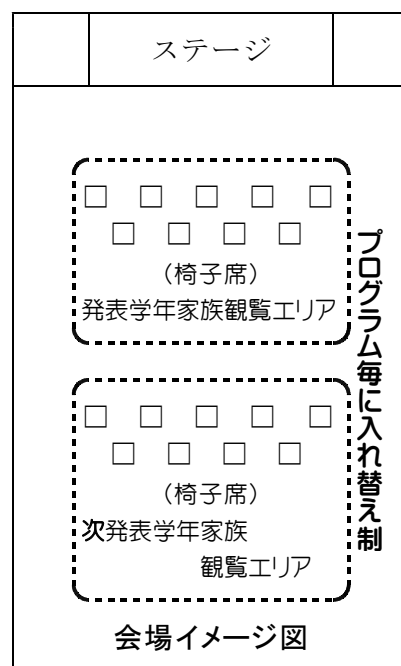 ステージ
□ □ □ □ □
□ □ □ □
（椅子席）
発表学年家族観覧エリア
プログラム毎に入れ替え制
□ □ □ □ □
□ □ □ □
（椅子席）
次発表学年家族
観覧エリア
会場イメージ図